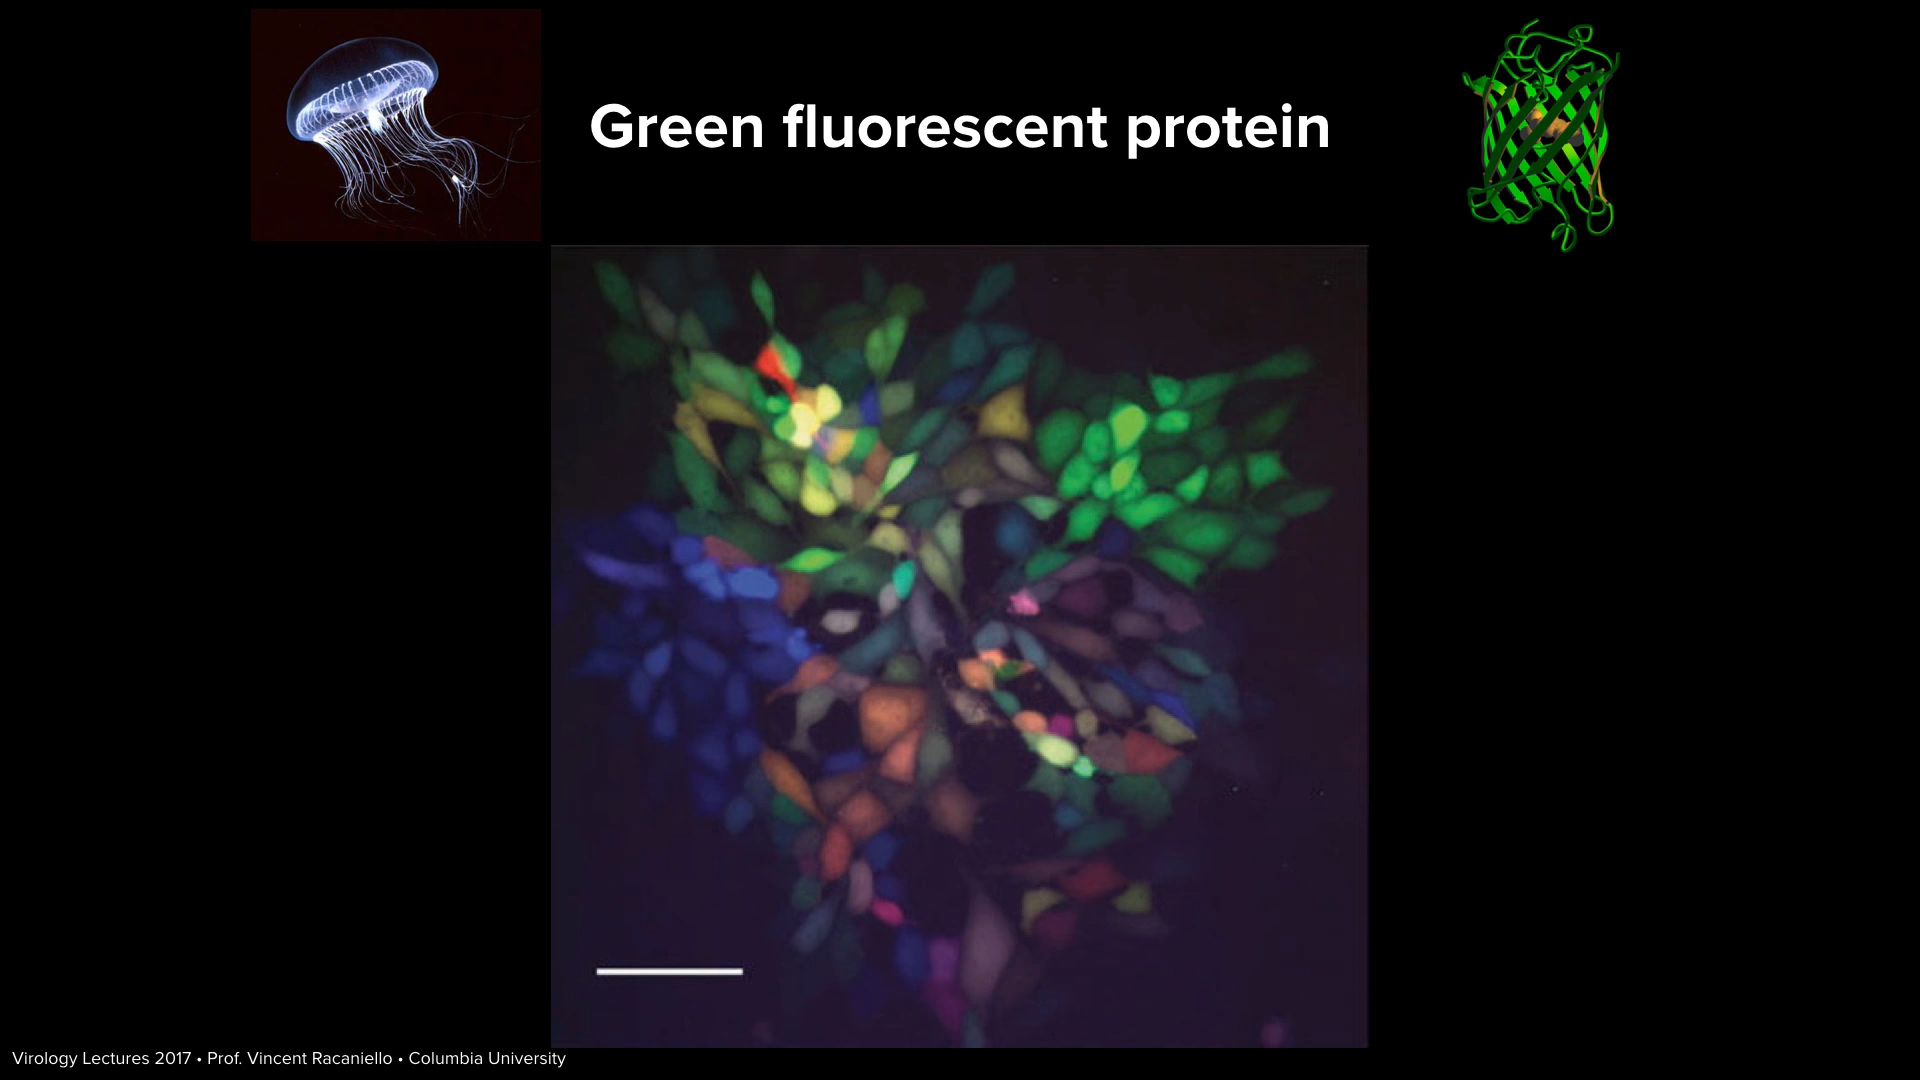 Green fluorescent protein
Virology Lectures 2017 • Prof. Vincent Racaniello • Columbia University